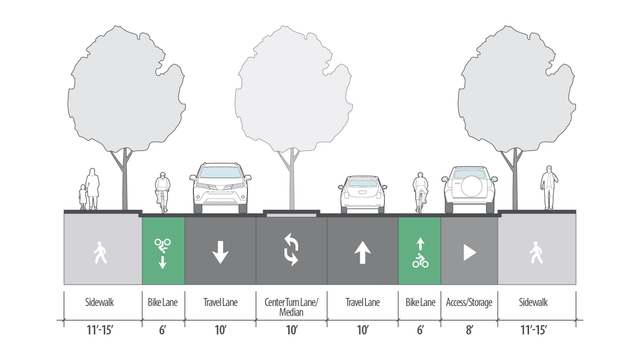 Sidewalk
Bike Lane
Travel Lane
Center Turn Lane/
Median
Travel Lane
Bike Lane
Access/Storage
Sidewalk
11'-15'
6'
10'
10'
10'
6'
8'
11'-15'